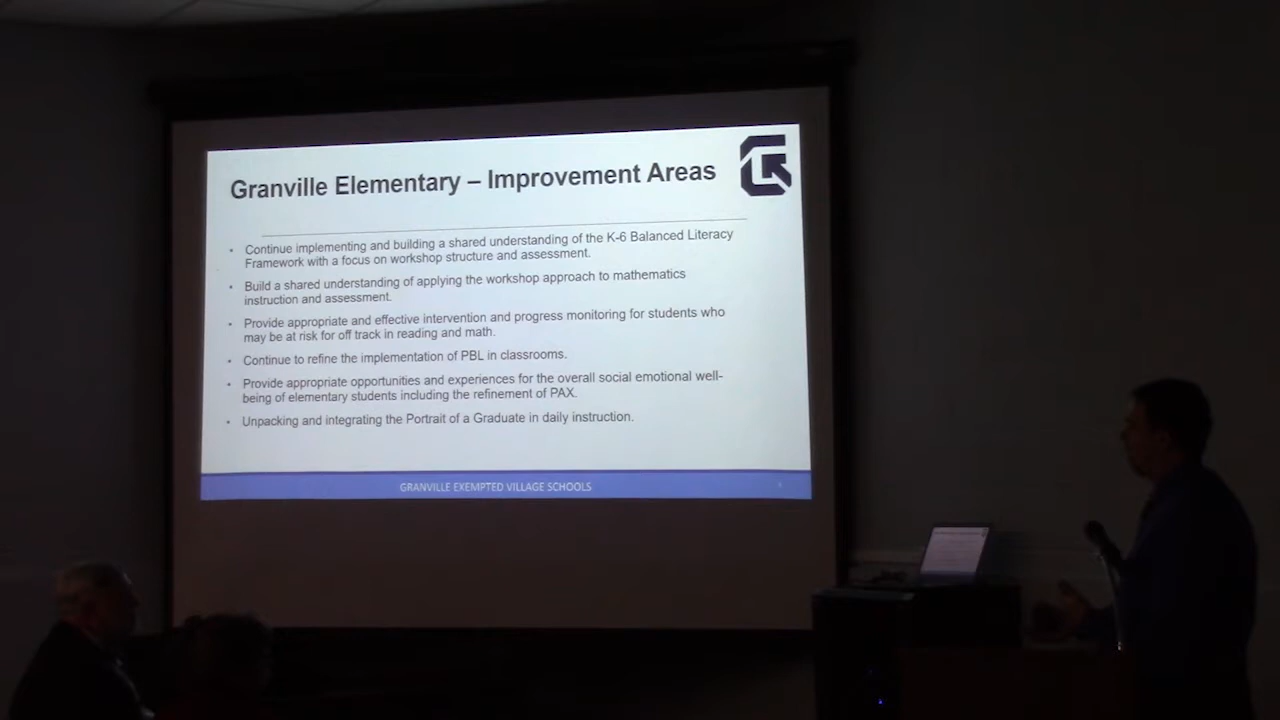 Granville Elementary – Improvement Areas
• Continue implementing and building a shared understanding of the K-6 Balanced Literacy
Framework with a focus on workshop structure and assessment.
• Build a shared understanding of applying the workshop approach to mathematics
instruction and assessment.
• Provide appropriate and effective intervention and progress monitoring for students who
may be at risk for off track in reading and math.
• Continue to refine the implementation of PBL in classrooms.
• Provide appropriate opportunities and experiences for the overall social emotional well-
being of elementary students including the refinement of PAX.
• Unpacking and integrating the Portrait of a Graduate in daily instruction.
GRANVILLE EXEMPTED VILLAGE SCHOOLS